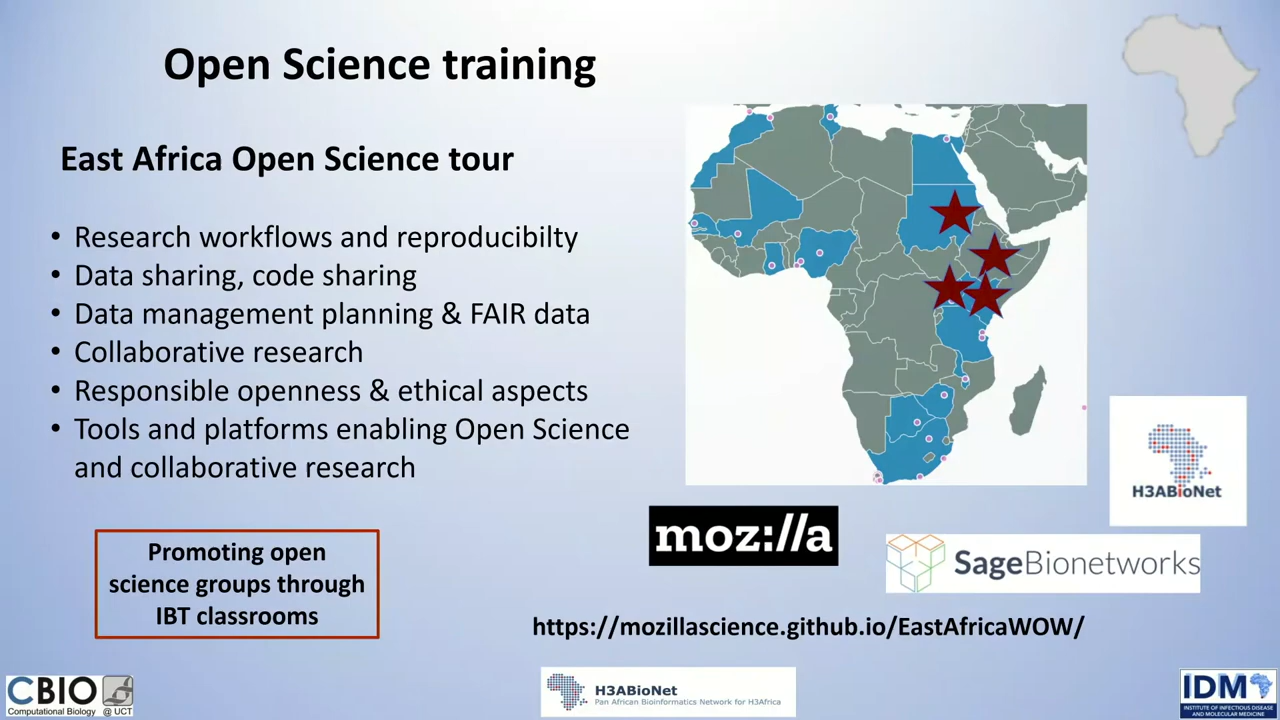 Open Science training
East Africa Open Science tour
• Research workflows and reproducibilty
• Data sharing, code sharing
• Data management planning & FAIR data
• Collaborative research
• Responsible openness & ethical aspects
• Tools and platforms enabling Open Science
and collaborative research
Promoting open
science groups through
IBT classrooms
H3ABioNet
moz://a
SageBionetworks
https://mozillascience.github.io/EastAfricaWOW/
CBIO
Computational Biology @ UCT
H3ABioNet
Pan African Bioinformatics Network for H3Africa
IDM
INSTITUTE OF INFECTIOUS DISEASE
AND MOLECULAR MEDICINE